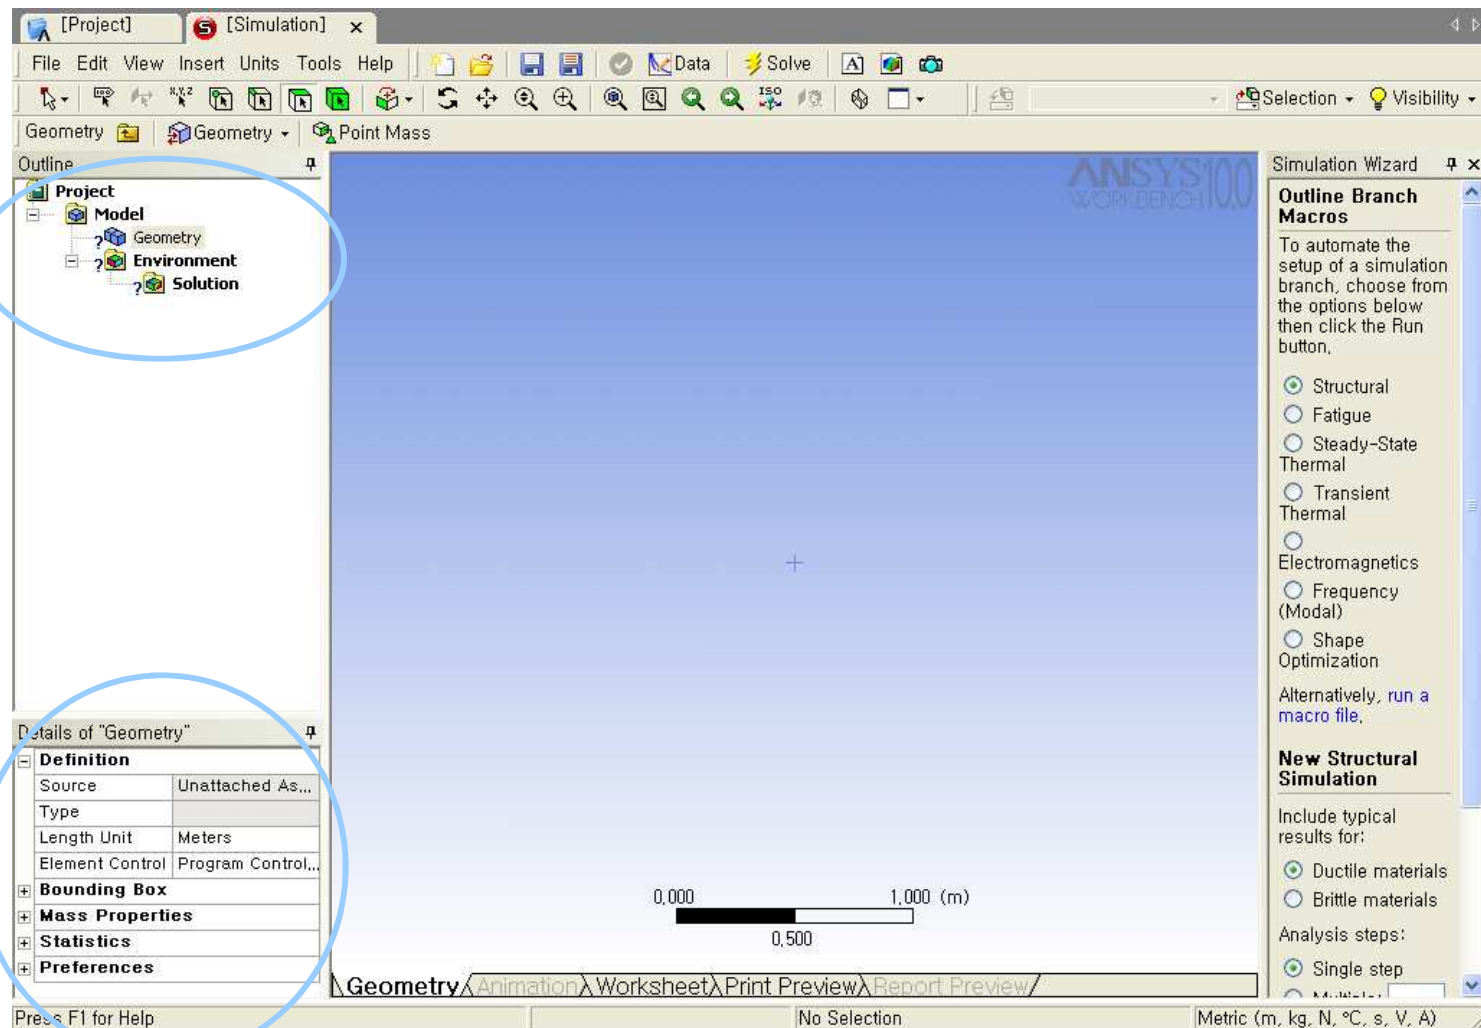 [Project]
[Simulation]
File Edit View Insert Units Tools Help
Data
Solve
A
X,Y,Z
ISO
Selection
Visibility
Geometry
Geometry
Point Mass
Outline
Project
Model
Geometry
Environment
Solution
Details of "Geometry"
Definition
Source Unattached As...
Type
Length Unit Meters
Element Control Program Control...
Bounding Box
Mass Properties
Statistics
Preferences
ANSYS10.0
WORKBENCH
0,000 1,000 (m)
0,500
Geometry Animation Worksheet Print Preview Report Preview
Simulation Wizard
Outline Branch
Macros
To automate the
setup of a simulation
branch, choose from
the options below
then click the Run
button,
Structural
Fatigue
Steady-State
Thermal
Transient
Thermal
Electromagnetics
Frequency
(Modal)
Shape
Optimization
Alternatively, run a
macro file,
New Structural
Simulation
Include typical
results for:
Ductile materials
Brittle materials
Analysis steps:
Single step
Press F1 for Help
No Selection
Metric (m, kg, N, °C, s, V, A)